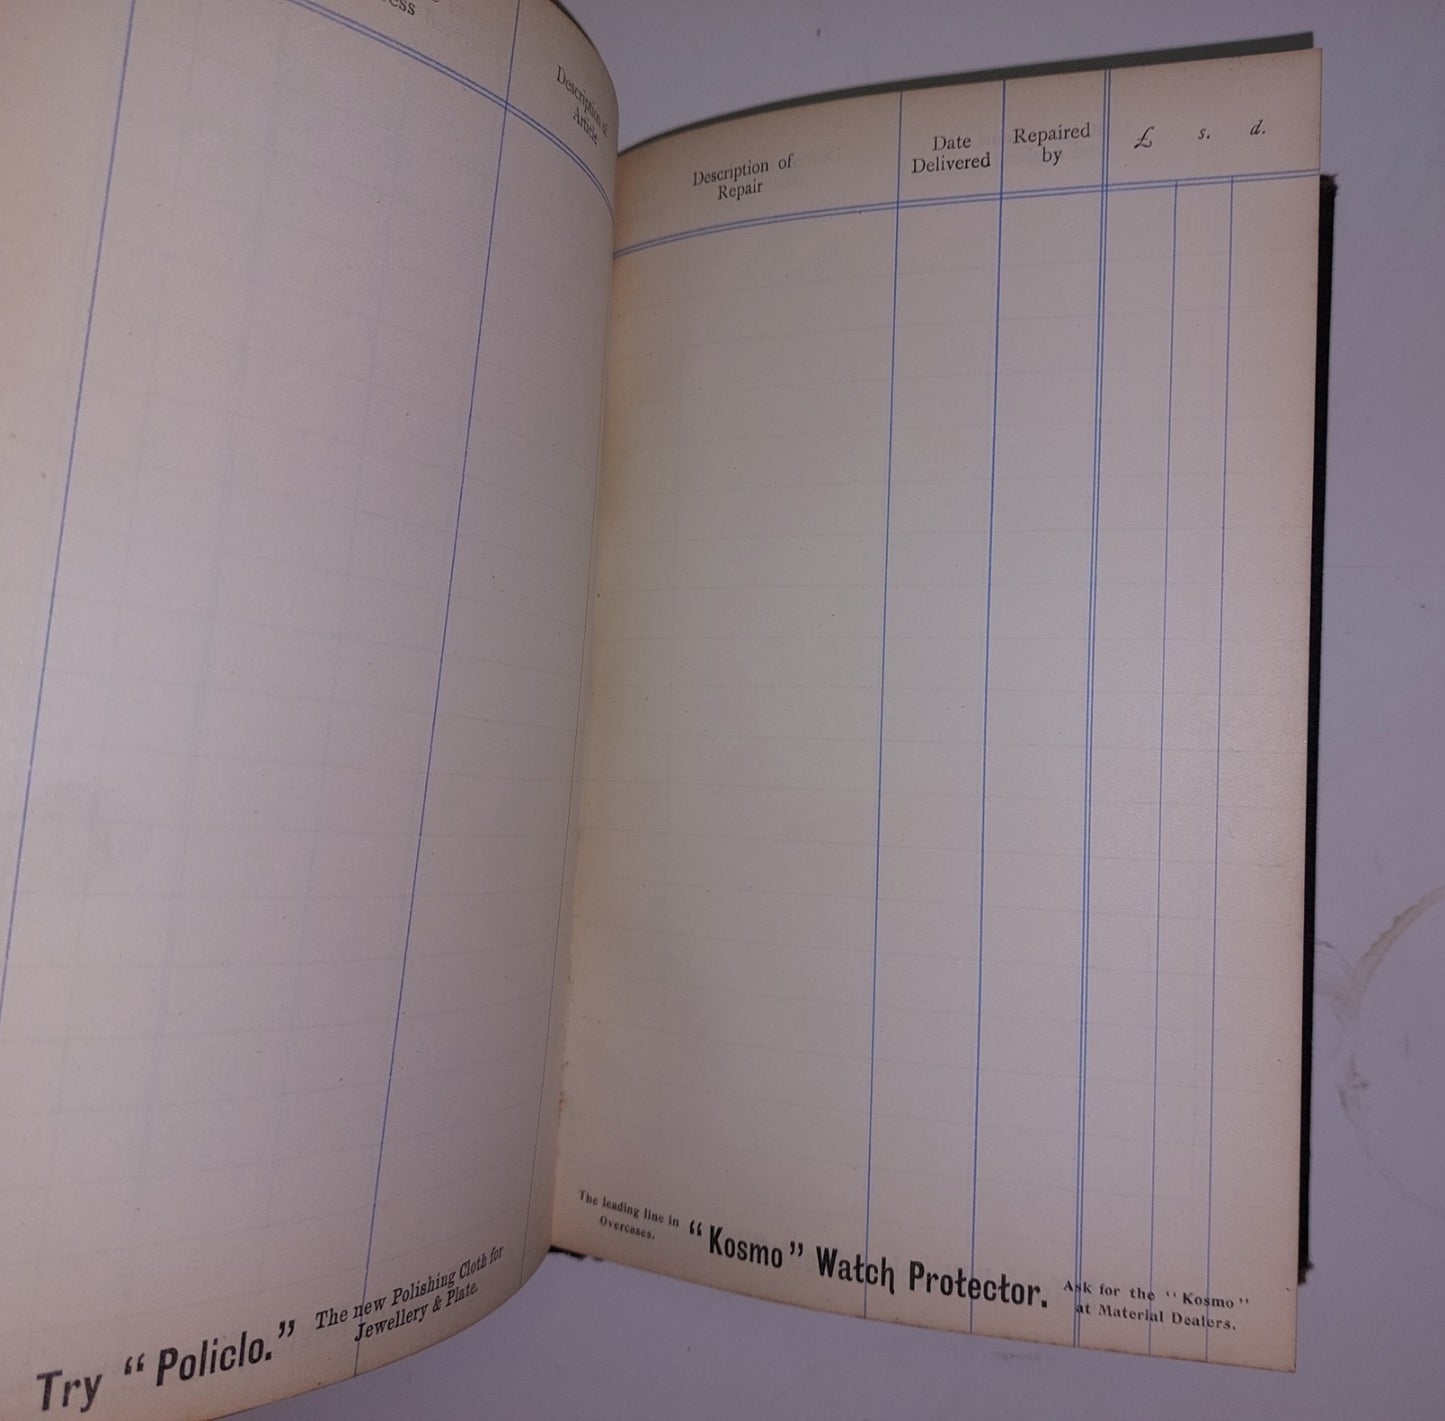 Description of
Article
Try "Policlo." The new Polishing Cloth for
Jewellery & Plate.
Description of
Repair
Date
Delivered
Repaired
by
£ s. d.
The leading line in
Overcases.
"Kosmo" Watch Protector.
Ask for the "Kosmo"
at Material Dealers.